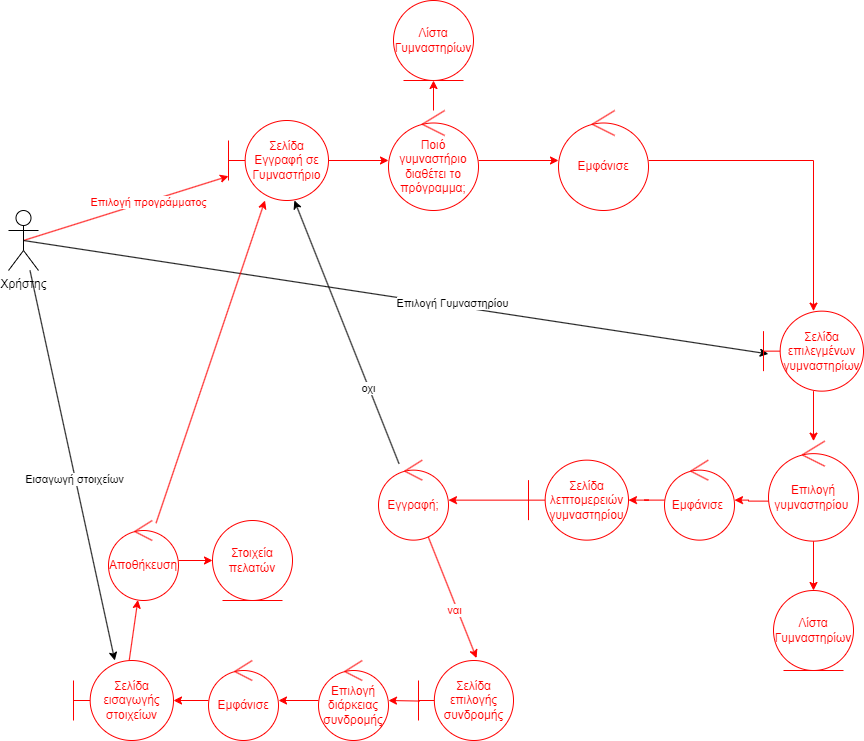 Λίστα
Γυμναστηρίων
Σελίδα
Εγγραφή σε
Γυμναστήριο
Ποιό
γυμναστήριο
διαθέτει το
πρόγραμμα;
Εμφάνισε
Επιλογή προγράμματος
Χρήστης
Επιλογή Γυμναστηρίου
Σελίδα
επιλεγμένων
γυμναστηρίων
οχι
Εισαγωγή στοιχείων
Εγγραφή;
Σελίδα
λεπτομερειών
γυμναστηρίου
Εμφάνισε
Επιλογή
γυμναστηρίου
Αποθήκευση
Στοιχεία
πελατών
ναι
Λίστα
Γυμναστηρίων
Σελίδα
εισαγωγής
στοιχείων
Εμφάνισε
Επιλογή
διάρκειας
συνδρομής
Σελίδα
επιλογής
συνδρομής